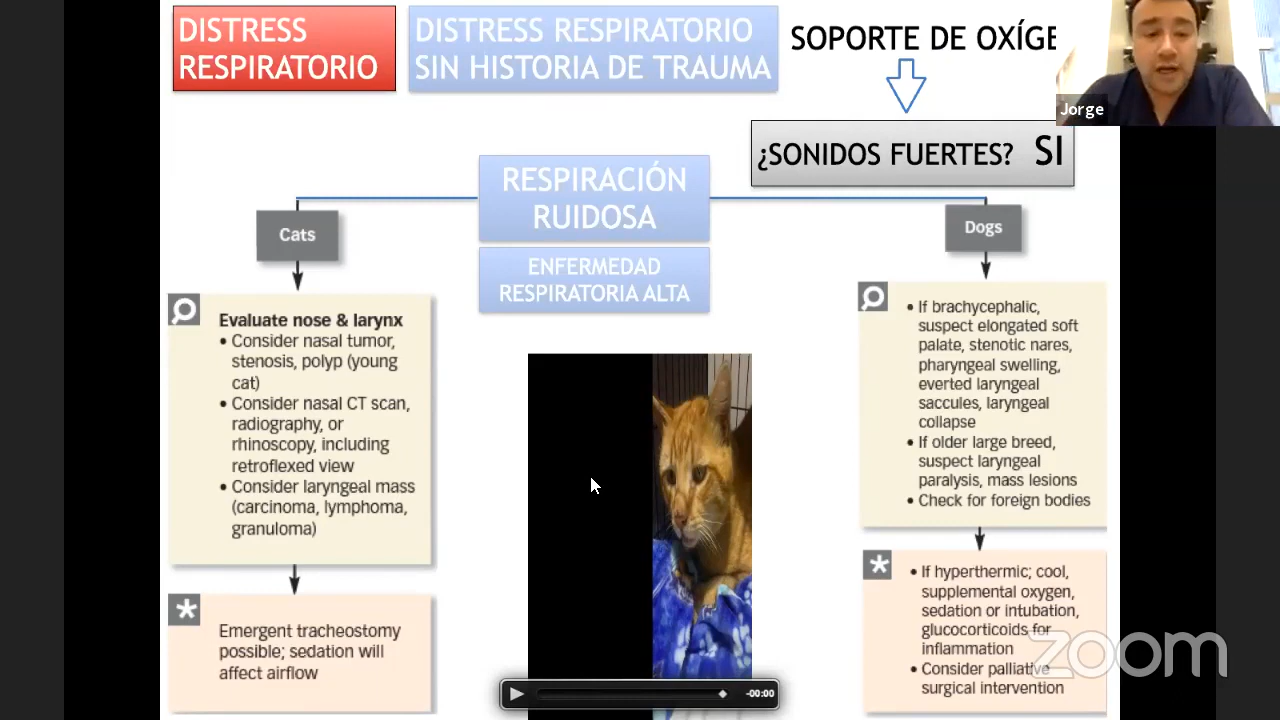 DISTRESS
RESPIRATORIO
DISTRESS RESPIRATORIO
SIN HISTORIA DE TRAUMA
SOPORTE DE OXÍGE
Jorge
¿SONIDOS FUERTES? SI
RESPIRACIÓN
RUIDOSA
ENFERMEDAD
RESPIRATORIA ALTA
Cats
Evaluate nose & larynx
• Consider nasal tumor,
stenosis, polyp (young
cat)
• Consider nasal CT scan,
radiography, or
rhinoscopy, including
retroflexed view
• Consider laryngeal mass
(carcinoma, lymphoma,
granuloma)
Emergent tracheostomy
possible; sedation will
affect airflow
Dogs
• If brachycephalic,
suspect elongated soft
palate, stenotic nares,
pharyngeal swelling,
everted laryngeal
saccules, laryngeal
collapse
• If older large breed,
suspect laryngeal
paralysis, mass lesions
• Check for foreign bodies
• If hyperthermic; cool,
supplemental oxygen,
sedation or intubation,
glucocorticoids for
inflammation
• Consider palliative
surgical intervention
-00:00
zoom